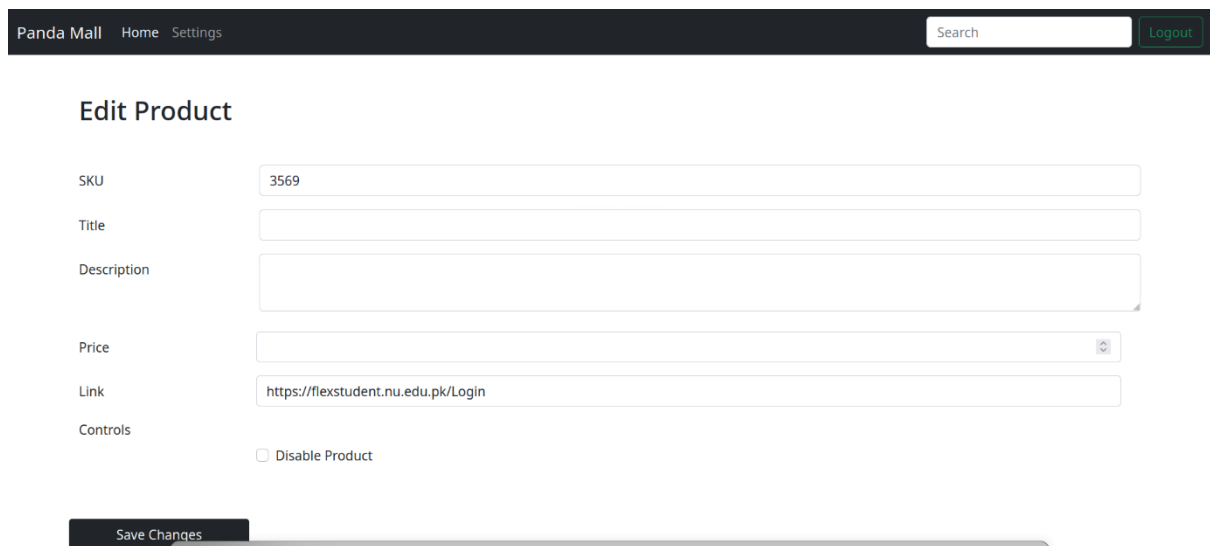 Panda Mall Home Settings Search Logout
Edit Product
SKU 3569
Title
Description
Price
Link https://flexstudent.nu.edu.pk/Login
Controls
Disable Product
Save Changes